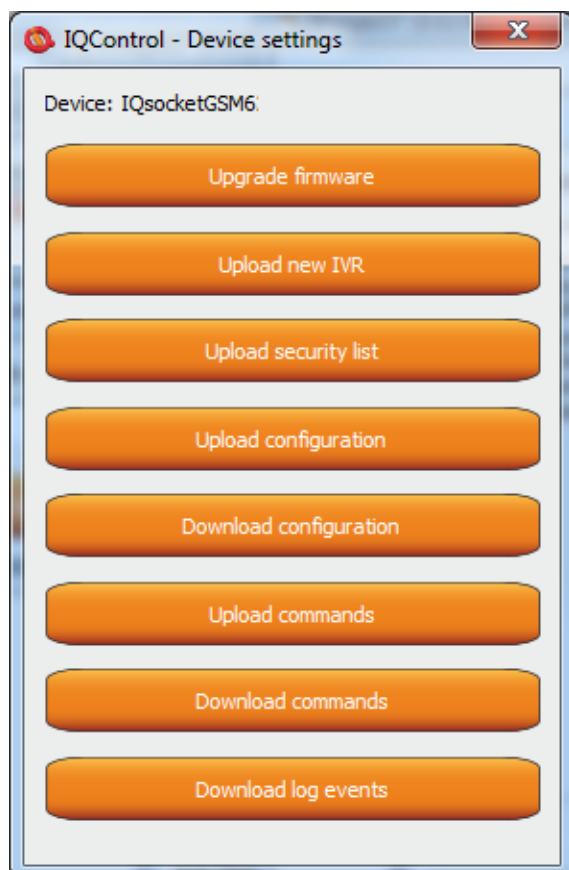 IQControl - Device settings
Device: IQsocketGSM6
Upgrade firmware
Upload new IVR
Upload security list
Upload configuration
Download configuration
Upload commands
Download commands
Download log events